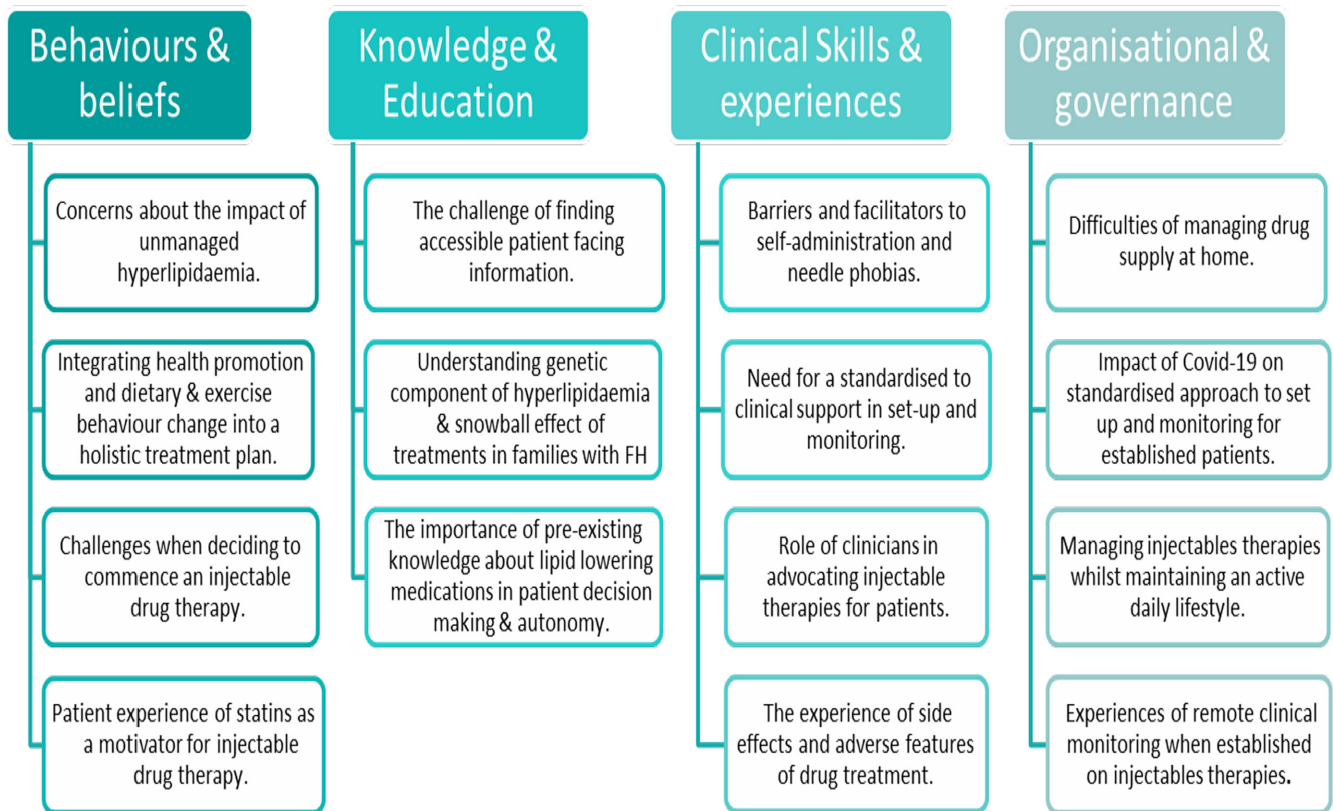 Behaviours &
beliefs
Concerns about the impact of
unmanaged
hyperlipidaemia.
Integrating health promotion
and dietary & exercise
behaviour change into a
holistic treatment plan.
Challenges when deciding to
commence an injectable
drug therapy.
Patient experience of statins as
a motivator for injectable
drug therapy.
Knowledge &
Education
The challenge of finding
accessible patient facing
information.
Understanding genetic
component of hyperlipidaemia
& snowball effect of
treatments in families with FH
The importance of pre-existing
knowledge about lipid lowering
medications in patient decision
making & autonomy.
Clinical Skills &
experiences
Barriers and facilitators to
self-administration and
needle phobias.
Need for a standardised to
clinical support in set-up and
monitoring.
Role of clinicians in
advocating injectable
therapies for patients.
The experience of side
effects and adverse features
of drug treatment.
Organisational &
governance
Difficulties of managing drug
supply at home.
Impact of Covid-19 on
standardised approach to set
up and monitoring for
established patients.
Managing injectables therapies
whilst maintaining an active
daily lifestyle.
Experiences of remote clinical
monitoring when established
on injectables therapies.